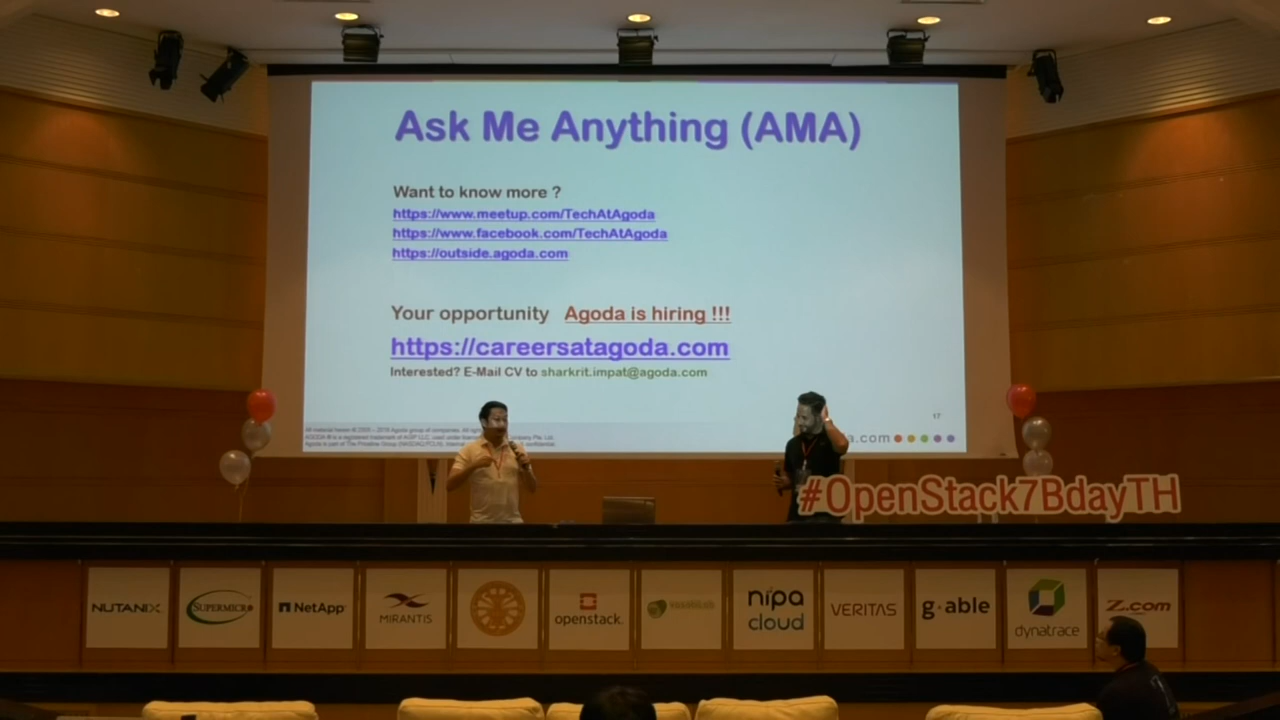 Ask Me Anything (AMA)
Want to know more ?
https://www.meetup.com/TechAtAgoda
https://www.facebook.com/TechAtAgoda
https://outside.agoda.com
Your opportunity Agoda is hiring !!!
https://careersatagoda.com
Interested? E-Mail CV to sharkrit.impat@agoda.com
17
a.com
#OpenStack7BdayTH
NUTANIX
SUPERMICRO
NetApp
MIRANTIS
openstack.
nipa
cloud
VERITAS
g·able
dynatrace
Z.com